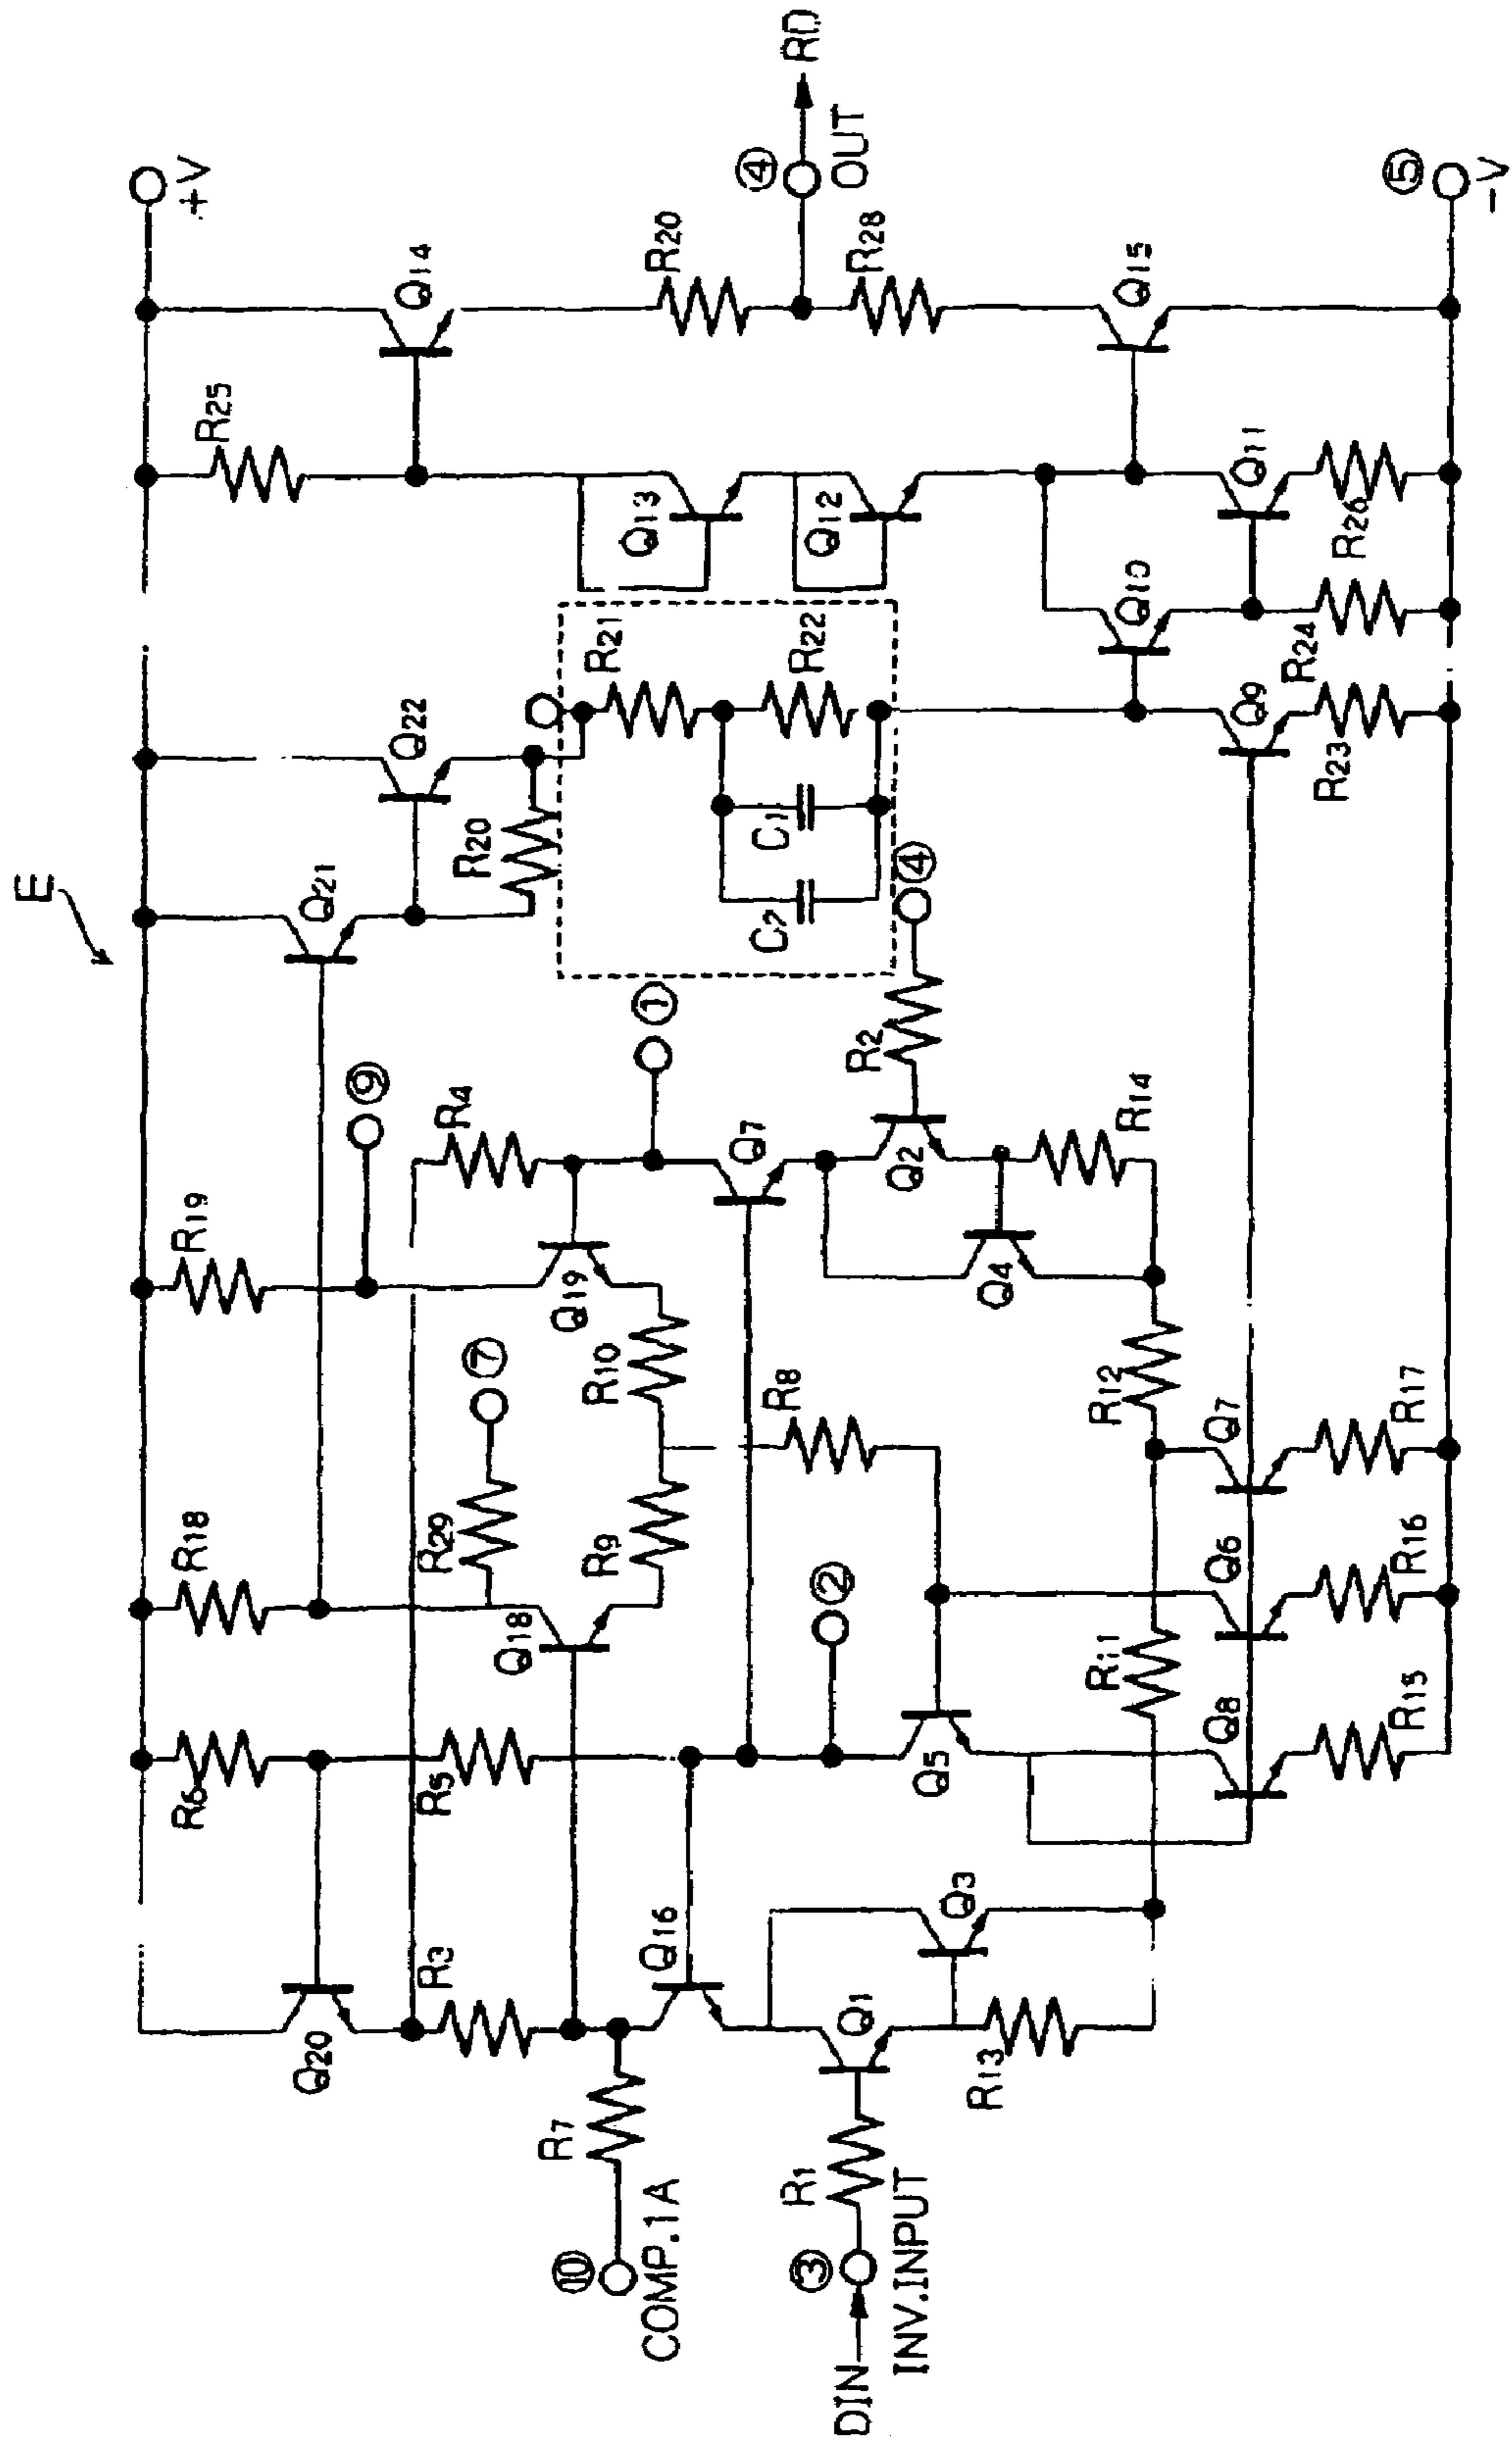 E
R6
R18
R19
R25
+V
Q20
Q21
⑨
Q22
Q14
R3
R5
R29
⑦
R4
R20
Q18
Q19
⑩
R7
R9
R10
R21
COMP.1A
Q16
①
Q13
R20
Q7
R8
C2
C1
R22
④
RD
③
R1
Q1
②
Q12
OUT
R28
DIN
INV.INPUT
Q5
Q2
R2
④
R13
Q3
Q4
R11
R12
R14
Q10
Q15
Q8
Q6
Q7
Q9
Q11
R15
R16
R17
R23
R24
R26
⑤
-V